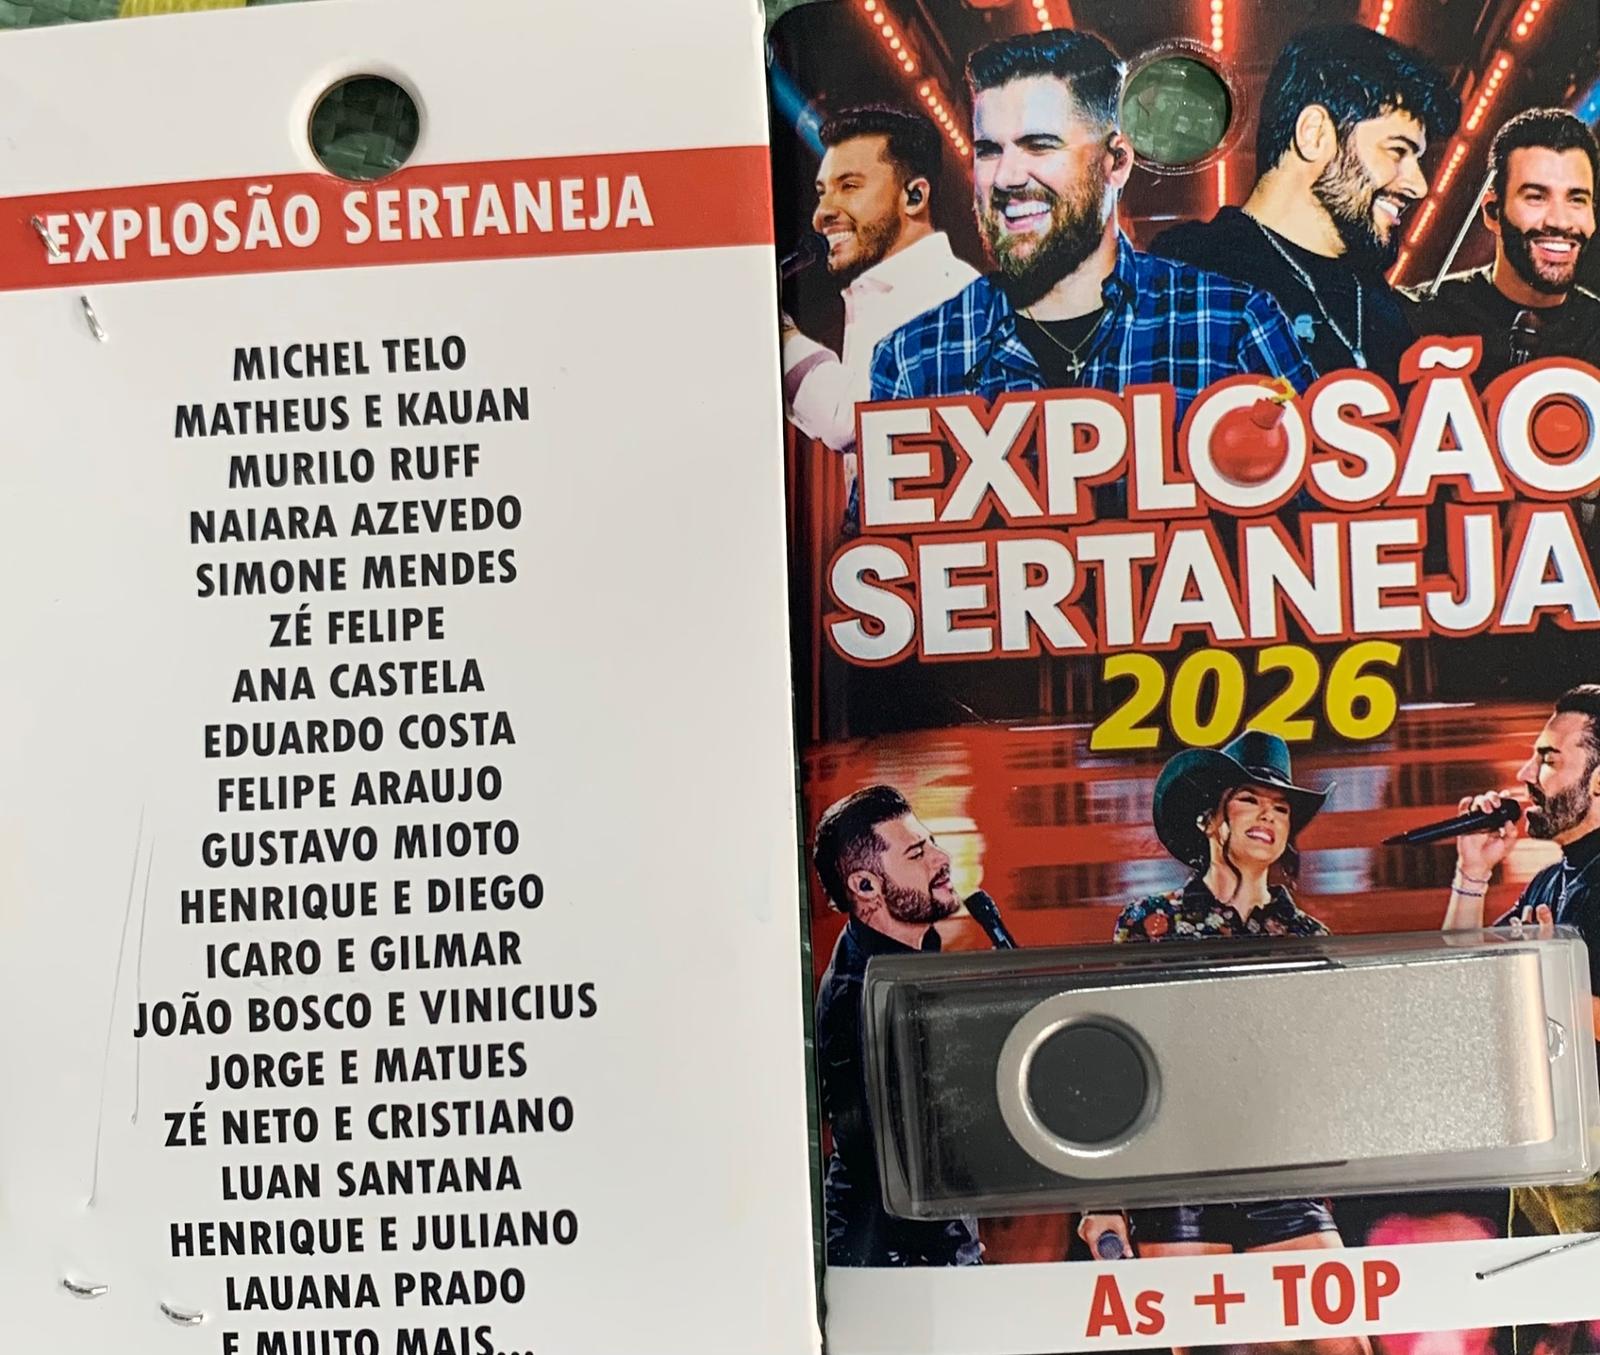 EXPLOSÃO SERTANEJA
MICHEL TELO
MATHEUS E KAUAN
MURILO RUFF
NAIARA AZEVEDO
SIMONE MENDES
ZÉ FELIPE
ANA CASTELA
EDUARDO COSTA
FELIPE ARAUJO
GUSTAVO MIOTO
HENRIQUE E DIEGO
ICARO E GILMAR
JOÃO BOSCO E VINICIUS
JORGE E MATUES
ZÉ NETO E CRISTIANO
LUAN SANTANA
HENRIQUE E JULIANO
LAUANA PRADO
E MUITO MAIS...
EXPLOSÃO
SERTANEJA
2026
As + TOP